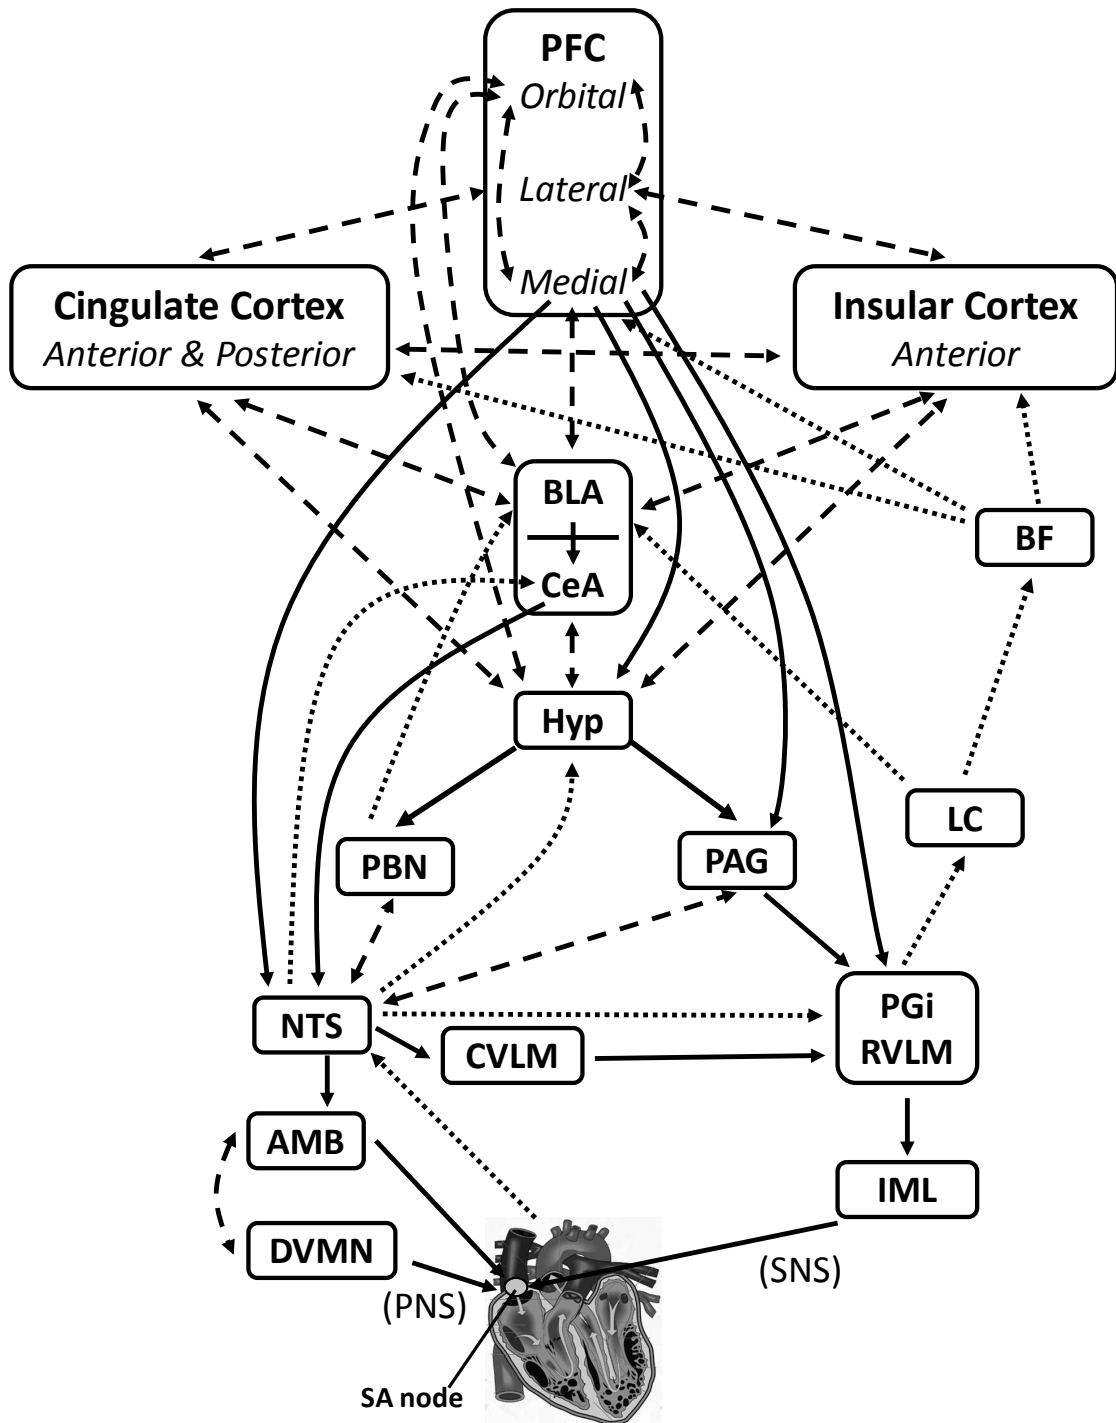 PFC
Orbital
Lateral
Medial
Cingulate Cortex
Anterior & Posterior
Insular Cortex
Anterior
BLA
CeA
BF
Hyp
LC
PBN
PAG
NTS
CVLM
PGi
RVLM
AMB
IML
DVMN
(PNS)
(SNS)
SA node